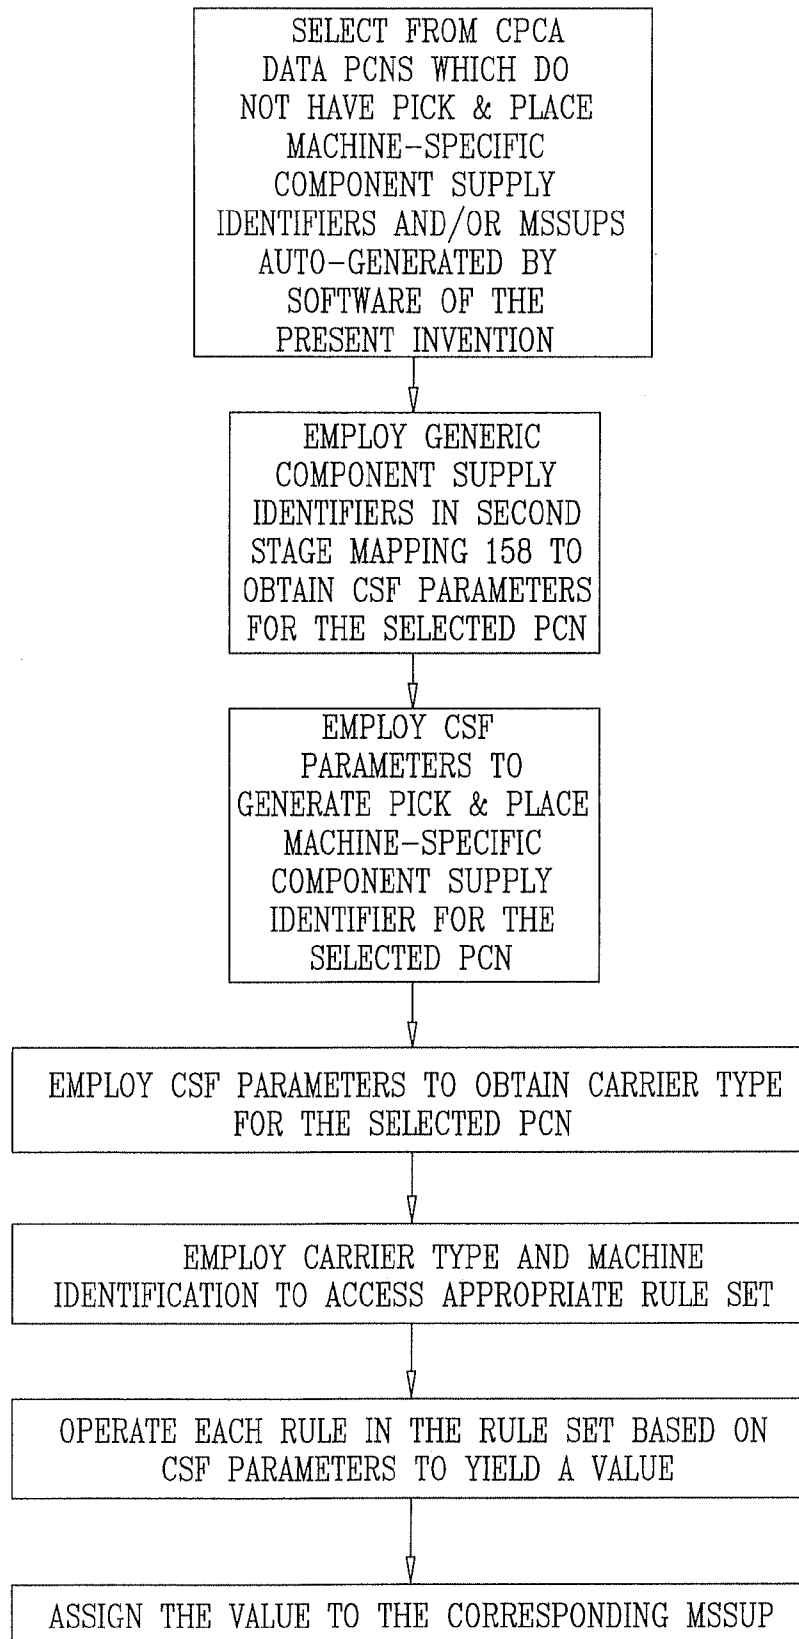 SELECT FROM CPCA
DATA PCNS WHICH DO
NOT HAVE PICK & PLACE
MACHINE-SPECIFIC
COMPONENT SUPPLY
IDENTIFIERS AND/OR MSSUPS
AUTO-GENERATED BY
SOFTWARE OF THE
PRESENT INVENTION
EMPLOY GENERIC
COMPONENT SUPPLY
IDENTIFIERS IN SECOND
STAGE MAPPING 158 TO
OBTAIN CSF PARAMETERS
FOR THE SELECTED PCN
EMPLOY CSF
PARAMETERS TO
GENERATE PICK & PLACE
MACHINE-SPECIFIC
COMPONENT SUPPLY
IDENTIFIER FOR THE
SELECTED PCN
EMPLOY CSF PARAMETERS TO OBTAIN CARRIER TYPE
FOR THE SELECTED PCN
EMPLOY CARRIER TYPE AND MACHINE
IDENTIFICATION TO ACCESS APPROPRIATE RULE SET
OPERATE EACH RULE IN THE RULE SET BASED ON
CSF PARAMETERS TO YIELD A VALUE
ASSIGN THE VALUE TO THE CORRESPONDING MSSUP